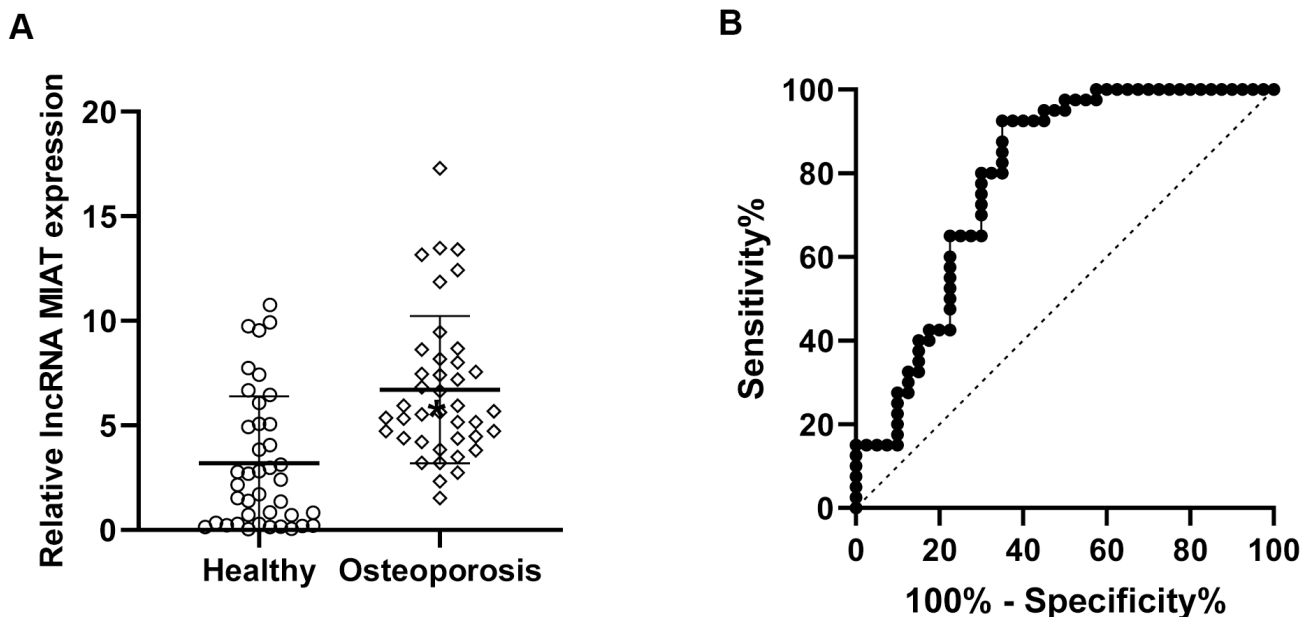 A
Relative lncRNA MIAT expression
20
15
10
5
0
*
Healthy
Osteoporosis
B
Sensitivity%
100
80
60
40
20
0
0 20 40 60 80 100
100% - Specificity%